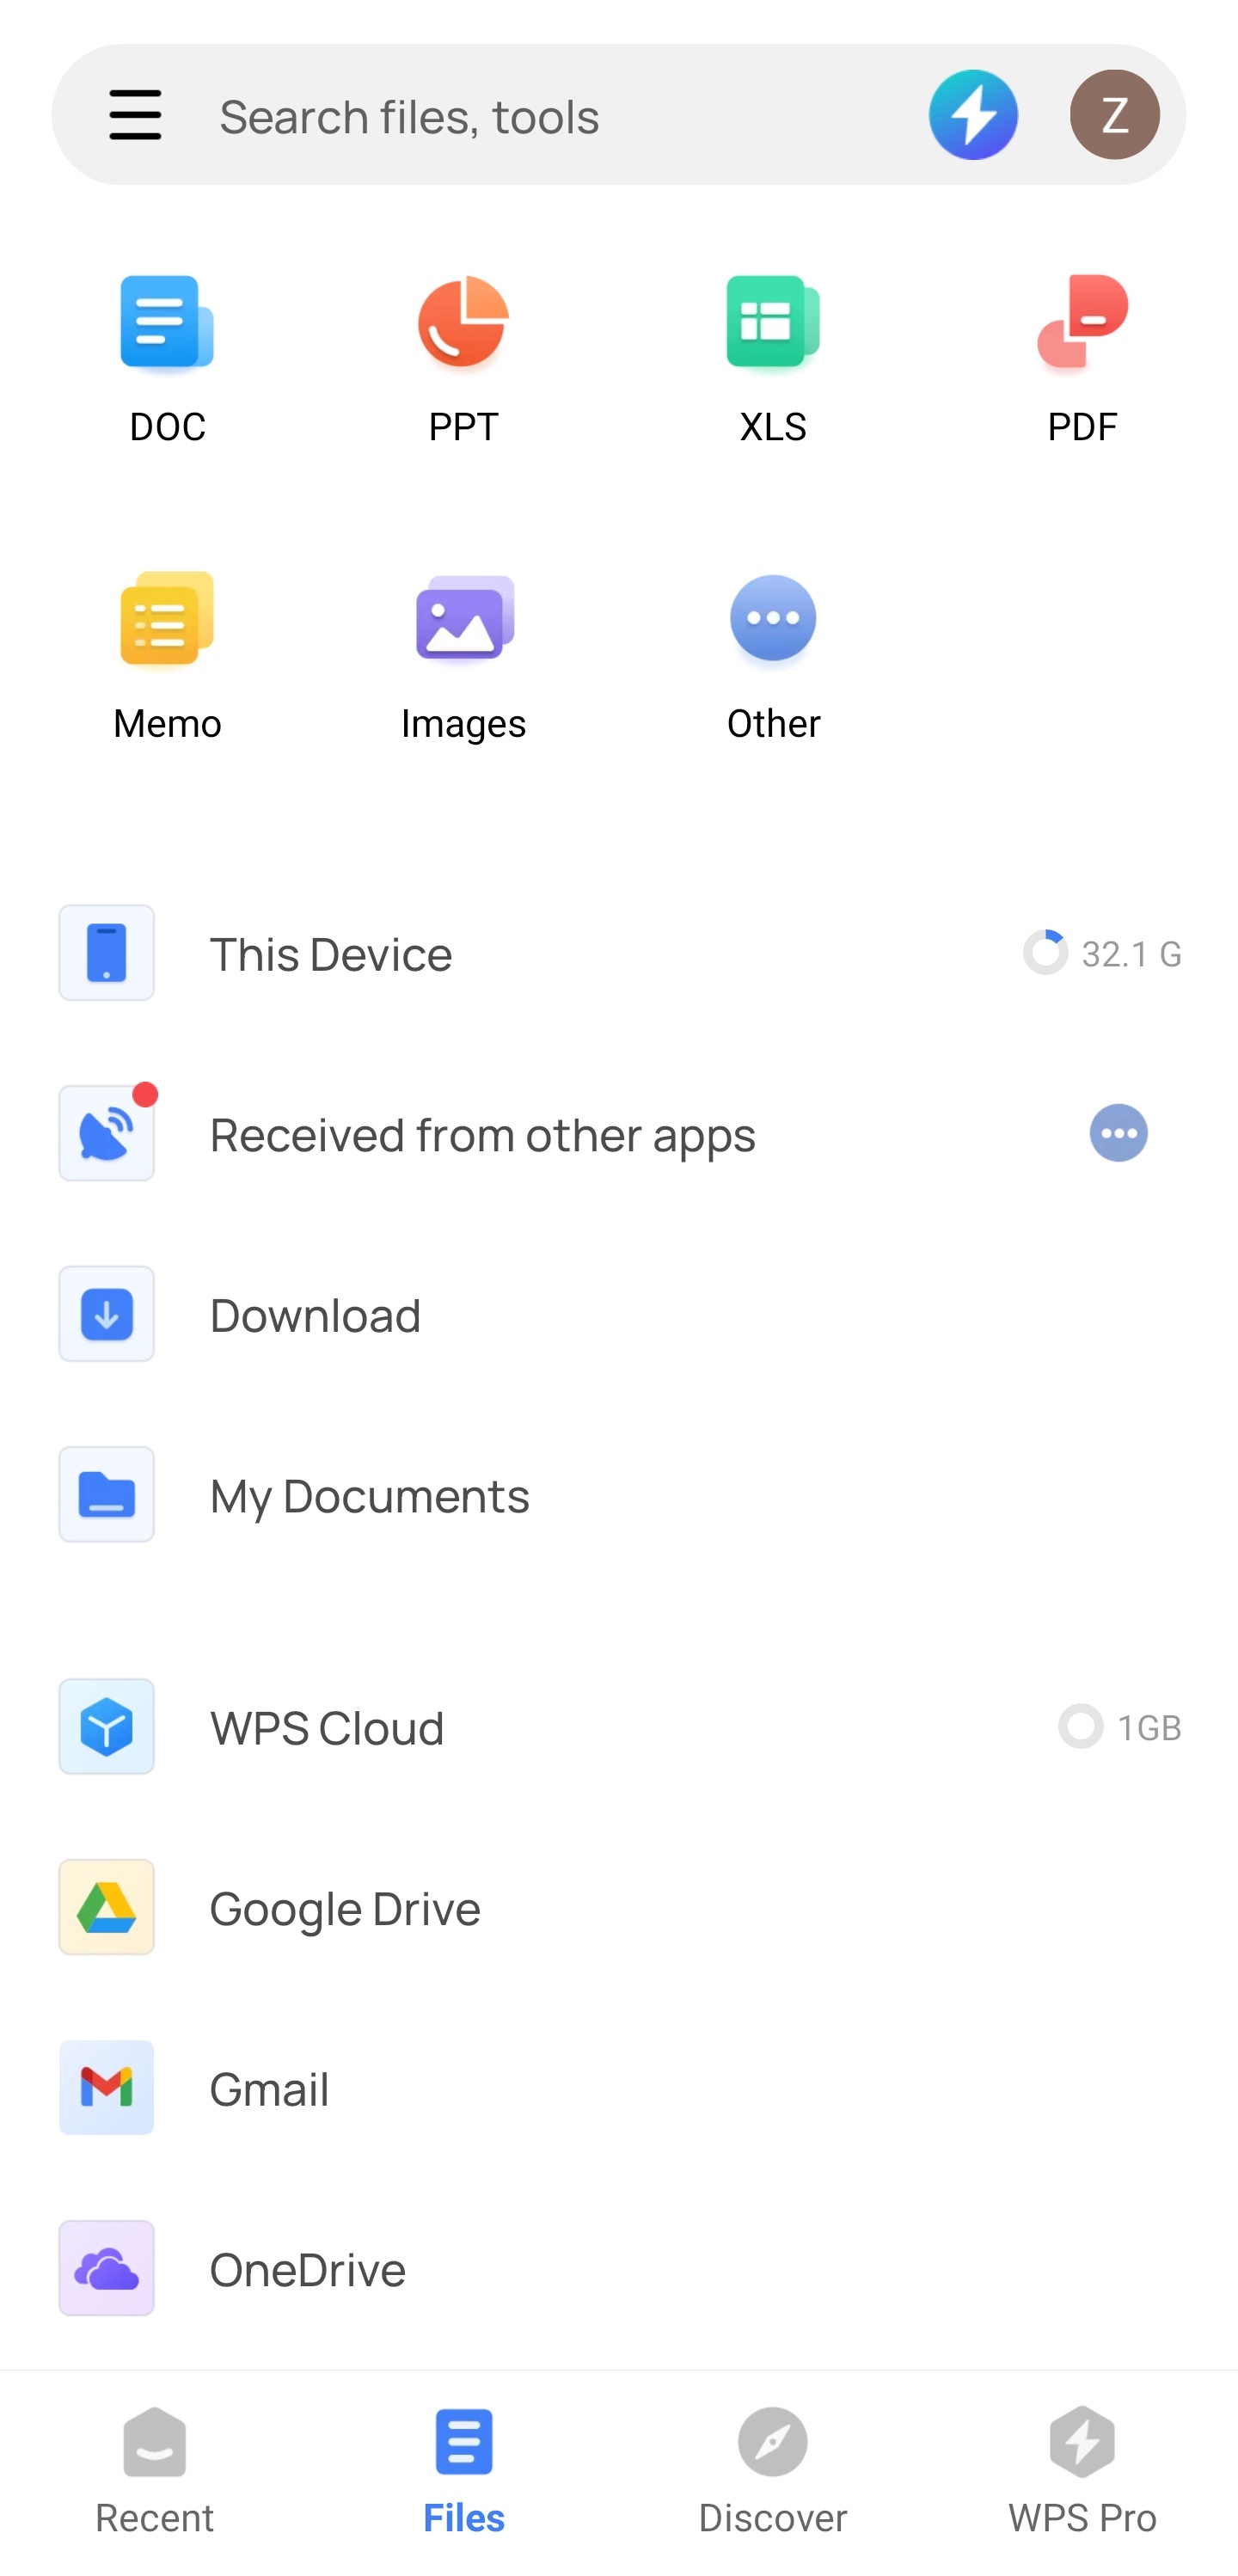 Search files, tools
Z
DOC
PPT
XLS
PDF
Memo
Images
Other
This Device
32.1 G
Received from other apps
Download
My Documents
WPS Cloud
1GB
Google Drive
Gmail
OneDrive
Recent
Files
Discover
WPS Pro